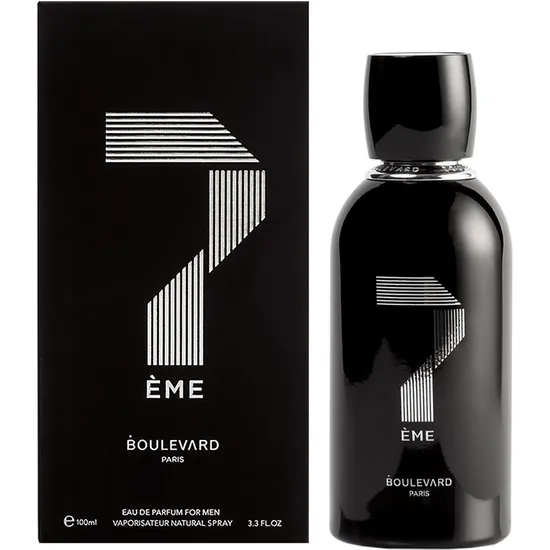 7
ÈME
BOULEVARD
PARIS
EAU DE PARFUM FOR MEN
℮ 100ml VAPORISATEUR NATURAL SPRAY 3.3 FL.OZ
BOULEVARD
7
ÈME
BOULEVARD
PARIS